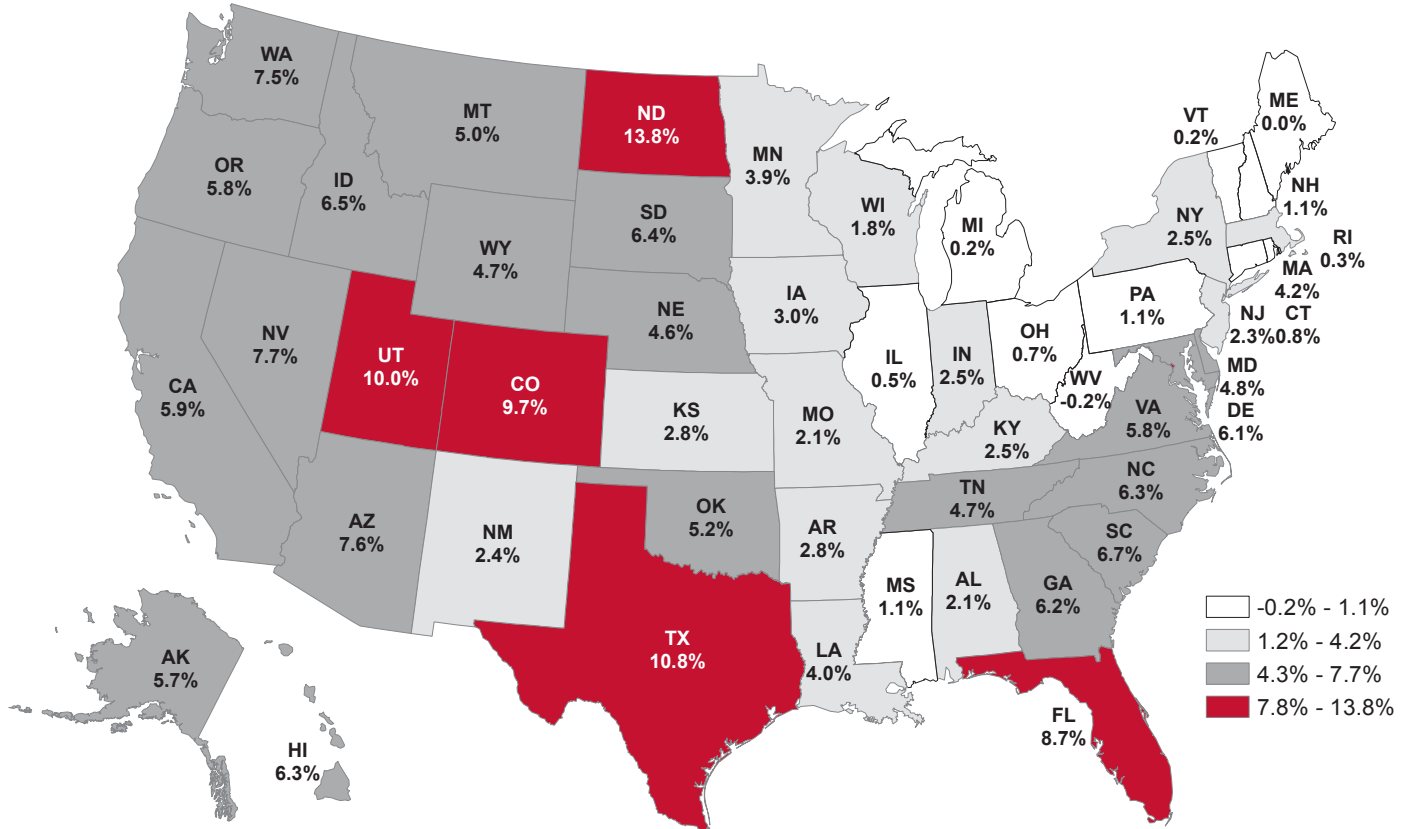 WA
7.5%
MT
5.0%
ND
13.8%
MN
3.9%
VT
0.2%
ME
0.0%
OR
5.8%
ID
6.5%
SD
6.4%
WI
1.8%
MI
0.2%
NY
2.5%
NH
1.1%
RI
0.3%
WY
4.7%
MA
4.2%
IA
3.0%
NE
4.6%
PA
1.1%
NJ CT
2.3%0.8%
NV
7.7%
UT
10.0%
CO
9.7%
IL
0.5%
IN
2.5%
OH
0.7%
WV
-0.2%
MD
4.8%
CA
5.9%
KS
2.8%
MO
2.1%
KY
2.5%
VA
5.8%
DE
6.1%
NC
6.3%
TN
4.7%
AZ
7.6%
NM
2.4%
OK
5.2%
AR
2.8%
SC
6.7%
MS
1.1%
AL
2.1%
GA
6.2%
TX
10.8%
LA
4.0%
AK
5.7%
HI
6.3%
FL
8.7%
-0.2% - 1.1%
1.2% - 4.2%
4.3% - 7.7%
7.8% - 13.8%